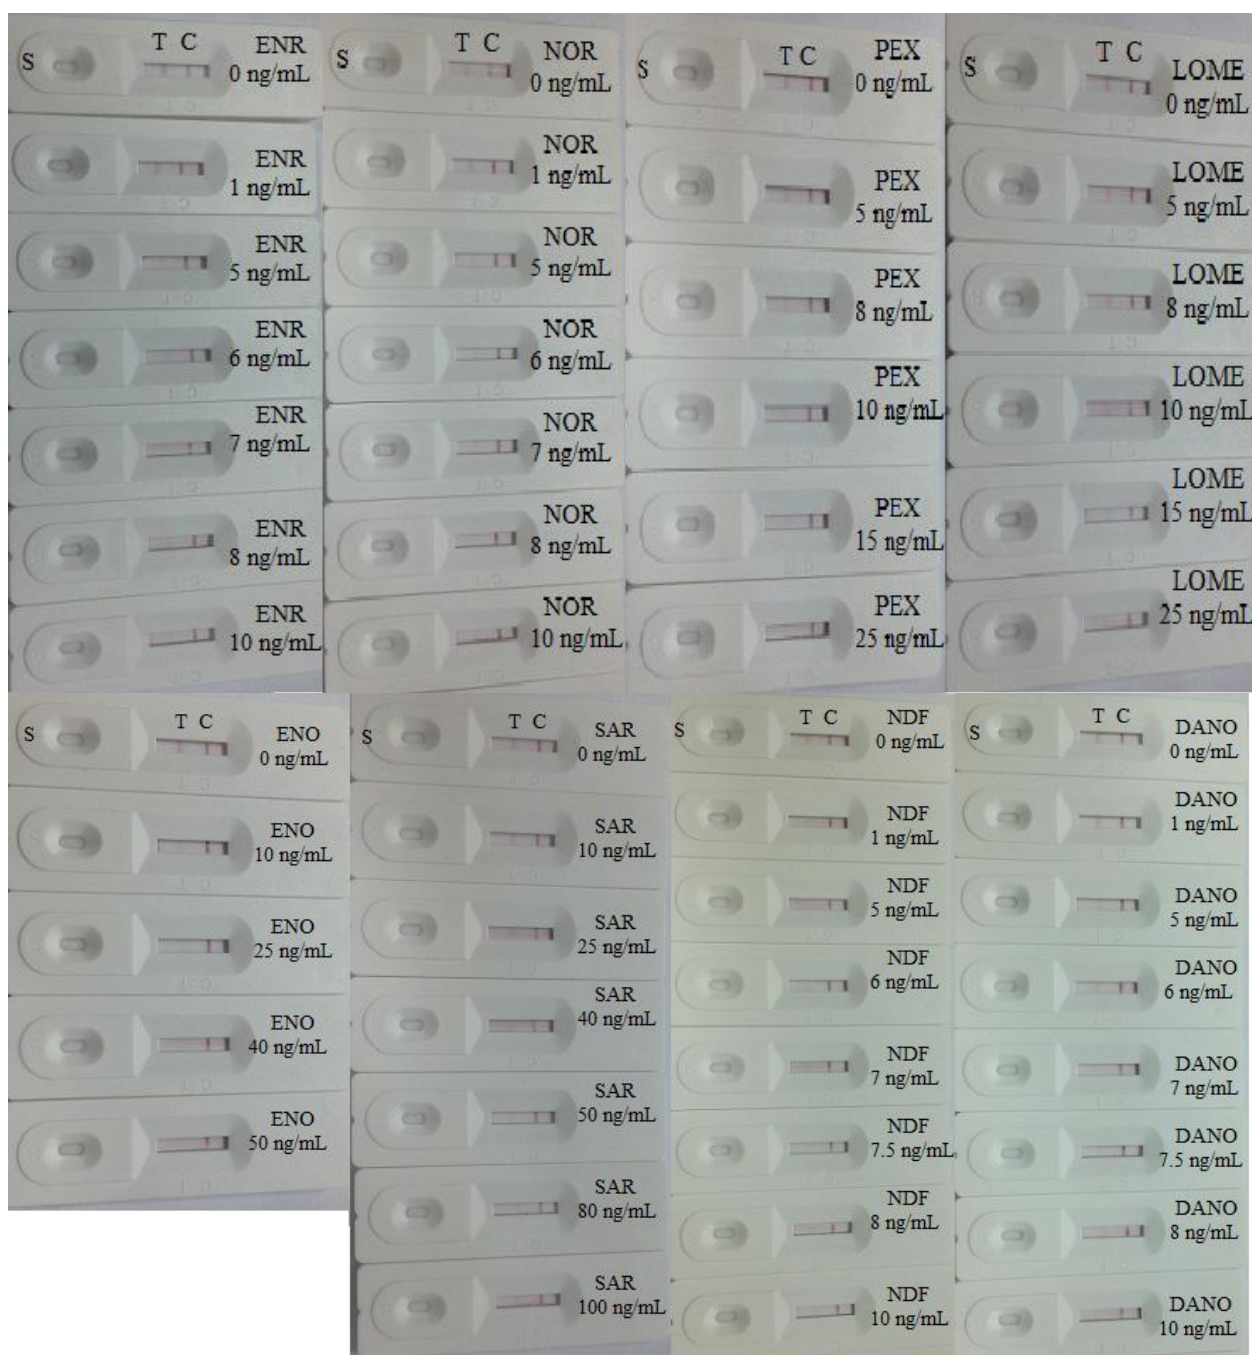 S
T C
ENR
0 ng/mL
ENR
1 ng/mL
ENR
5 ng/mL
ENR
6 ng/mL
ENR
7 ng/mL
ENR
8 ng/mL
ENR
10 ng/mL
S
T C
NOR
0 ng/mL
NOR
1 ng/mL
NOR
5 ng/mL
NOR
6 ng/mL
NOR
7 ng/mL
NOR
8 ng/mL
NOR
10 ng/mL
S
T C
PEX
0 ng/mL
PEX
5 ng/mL
PEX
8 ng/mL
PEX
10 ng/mL
PEX
15 ng/mL
PEX
25 ng/mL
S
T C
LOME
0 ng/mL
LOME
5 ng/mL
LOME
8 ng/mL
LOME
10 ng/mL
LOME
15 ng/mL
LOME
25 ng/mL
S
T C
ENO
0 ng/mL
ENO
10 ng/mL
ENO
25 ng/mL
ENO
40 ng/mL
ENO
50 ng/mL
S
T C
SAR
0 ng/mL
SAR
10 ng/mL
SAR
25 ng/mL
SAR
40 ng/mL
SAR
50 ng/mL
SAR
80 ng/mL
SAR
100 ng/mL
S
T C
NDF
0 ng/mL
NDF
1 ng/mL
NDF
5 ng/mL
NDF
6 ng/mL
NDF
7 ng/mL
NDF
7.5 ng/mL
NDF
8 ng/mL
NDF
10 ng/mL
S
T C
DANO
0 ng/mL
DANO
1 ng/mL
DANO
5 ng/mL
DANO
6 ng/mL
DANO
7 ng/mL
DANO
7.5 ng/mL
DANO
8 ng/mL
DANO
10 ng/mL